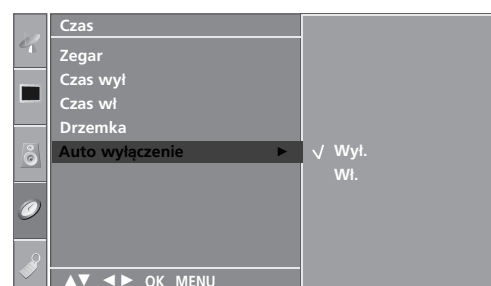 Czas
Zegar
Czas wył
Czas wł
Drzemka
Auto wyłączenie ►
√ Wył.
Wł.
▲▼ ◄► OK MENU